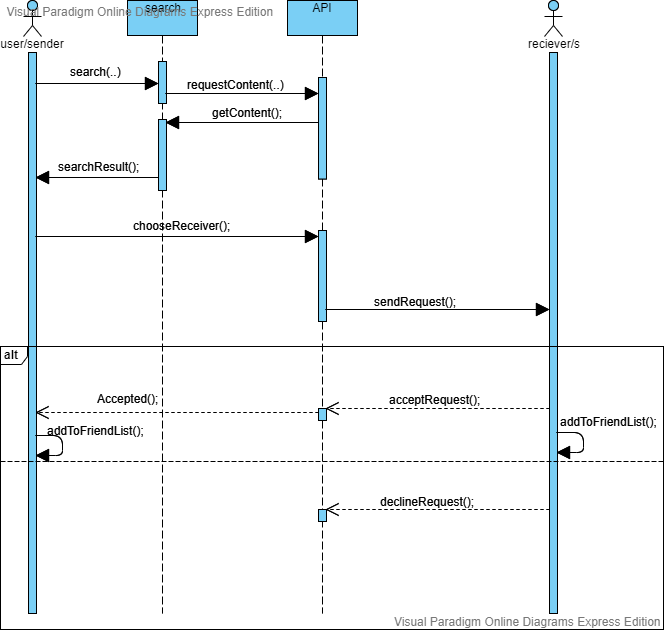 Visual Paradigm Online Diagrams Express Edition
search
API
user/sender
reciever/s
search(..)
requestContent(..)
getContent();
searchResult();
chooseReceiver();
sendRequest();
alt
Accepted();
acceptRequest();
addToFriendList();
addToFriendList();
declineRequest();
Visual Paradigm Online Diagrams Express Edition